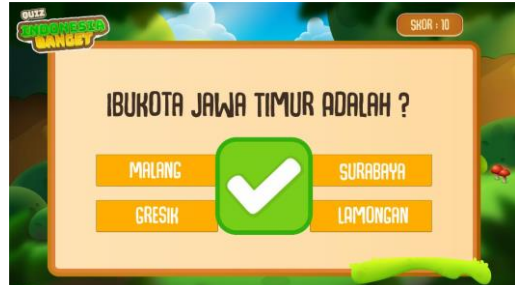 QUIZ
INDONESIA
BANGET
SKOR : 10
IBUKOTA JAWA TIMUR ADALAH ?
MALANG
SURABAYA
GRESIK
LAMONGAN